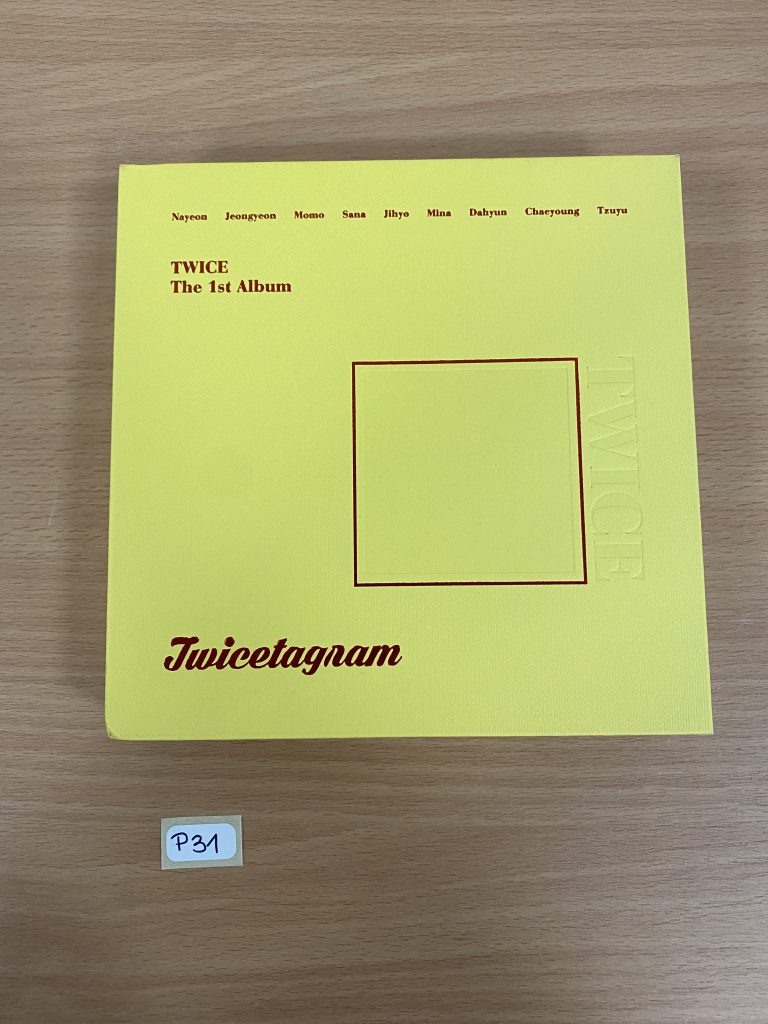 Nayeon Jeongyeon Momo Sana Jihyo Mina Dahyun Chaeyoung Tzuyu
TWICE
The 1st Album
TWICE
Twicetagram
P31